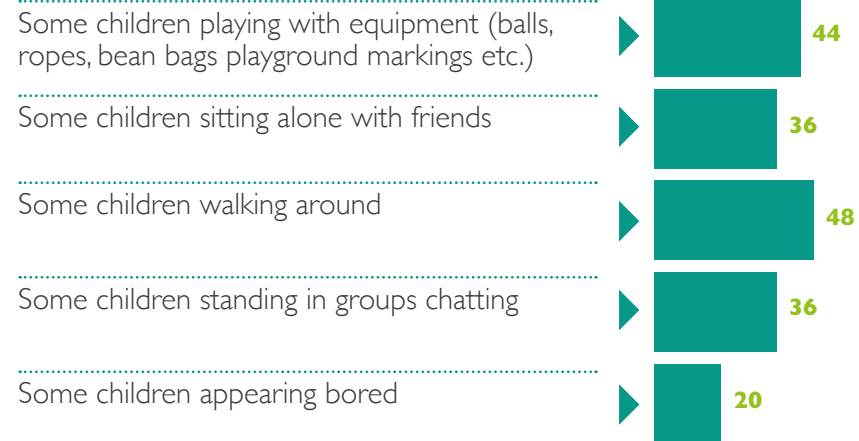 Some children playing with equipment (balls,
ropes, bean bags playground markings etc.)
44
Some children sitting alone with friends
36
Some children walking around
48
Some children standing in groups chatting
36
Some children appearing bored
20